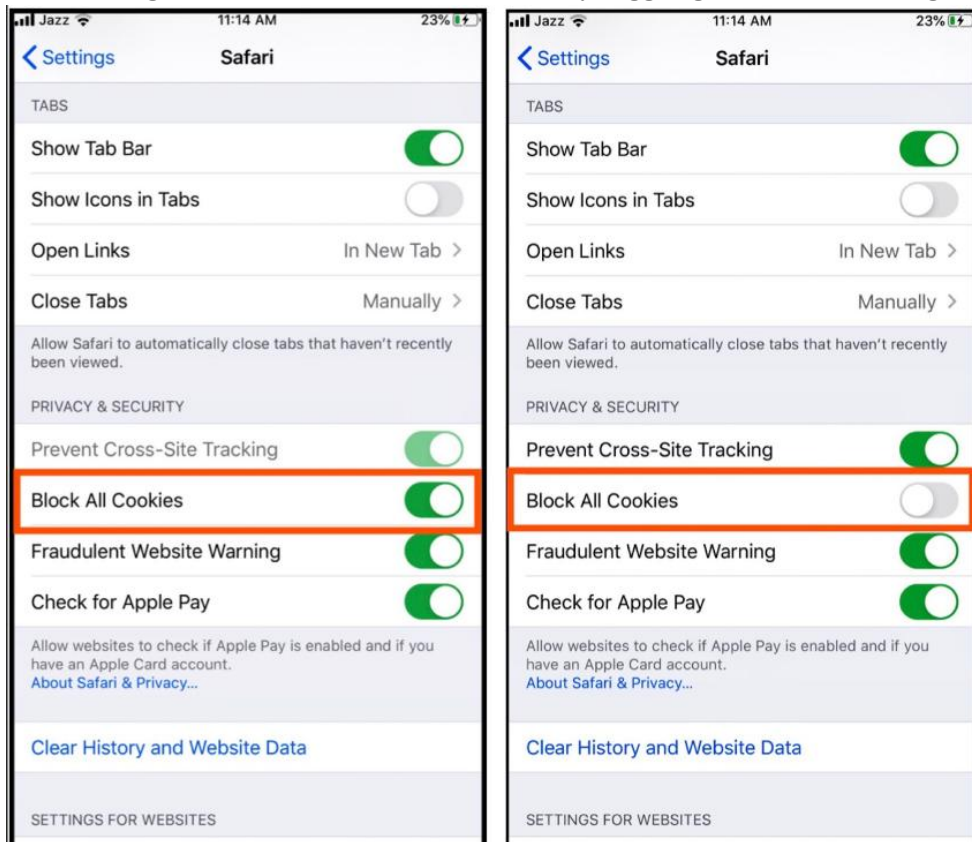 Jazz 11:14 AM 23%
Settings Safari
TABS
Show Tab Bar
Show Icons in Tabs
Open Links In New Tab >
Close Tabs Manually >
Allow Safari to automatically close tabs that haven't recently
been viewed.
PRIVACY & SECURITY
Prevent Cross-Site Tracking
Block All Cookies
Fraudulent Website Warning
Check for Apple Pay
Allow websites to check if Apple Pay is enabled and if you
have an Apple Card account.
About Safari & Privacy...
Clear History and Website Data
SETTINGS FOR WEBSITES
Jazz 11:14 AM 23%
Settings Safari
TABS
Show Tab Bar
Show Icons in Tabs
Open Links In New Tab >
Close Tabs Manually >
Allow Safari to automatically close tabs that haven't recently
been viewed.
PRIVACY & SECURITY
Prevent Cross-Site Tracking
Block All Cookies
Fraudulent Website Warning
Check for Apple Pay
Allow websites to check if Apple Pay is enabled and if you
have an Apple Card account.
About Safari & Privacy...
Clear History and Website Data
SETTINGS FOR WEBSITES